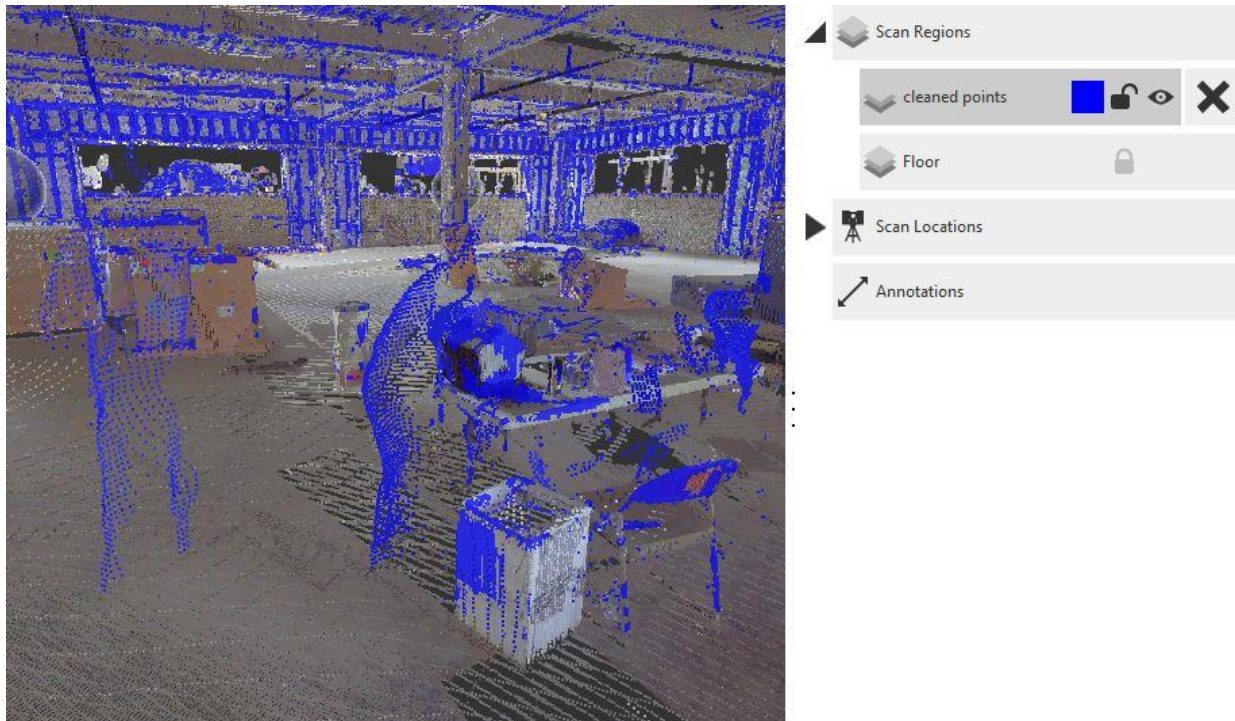 Scan Regions
cleaned points
Floor
Scan Locations
Annotations